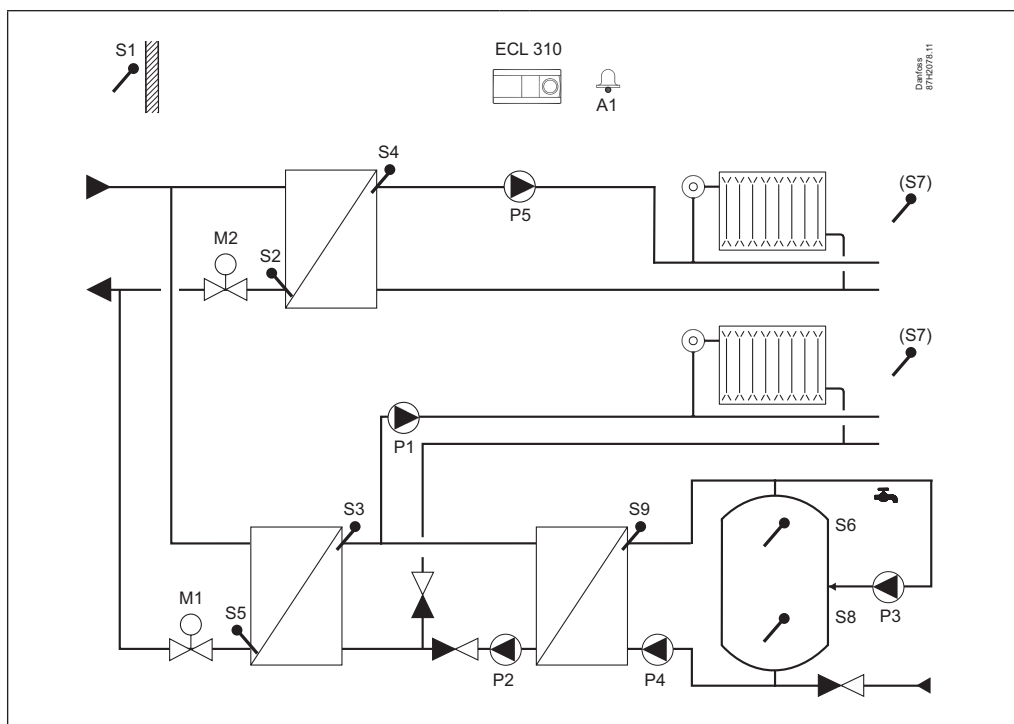 S1
ECL 310
A1
Danfoss
87H2078.11
S4
(S7)
P5
M2
S2
(S7)
P1
S3
S9
S6
M1
S5
S8
P3
P2
P4